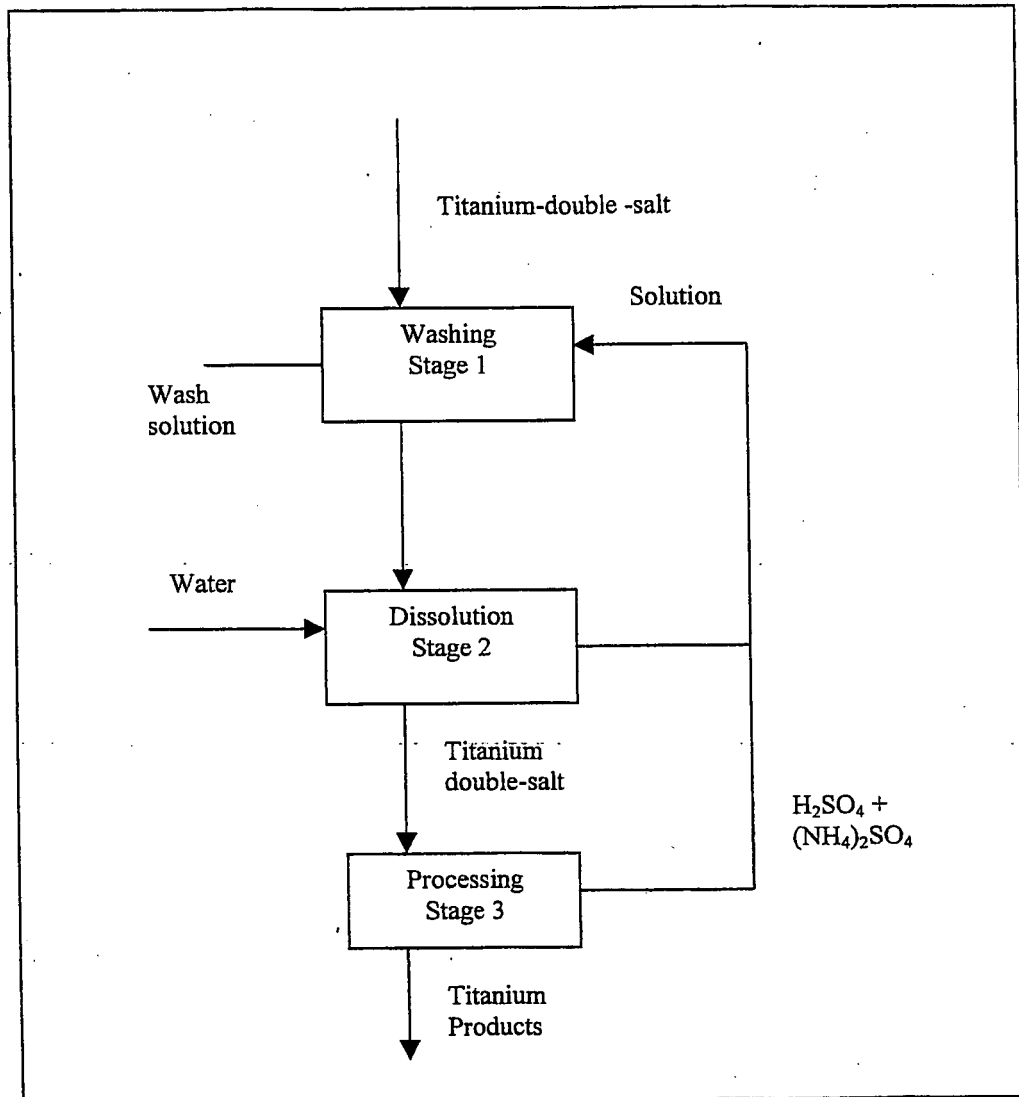 Titanium-double -salt
Solution
Washing
Stage 1
Wash
solution
Water
Dissolution
Stage 2
Titanium
double-salt
H₂SO₄ +
(NH₄)₂SO₄
Processing
Stage 3
Titanium
Products